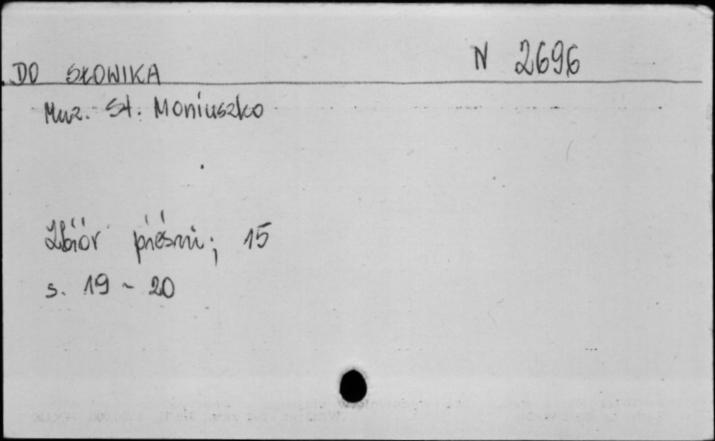 N 2696
DO SŁOWIKA
Muz. St. Moniuszko
Zbiór pieśni; 15
s. 19 - 20